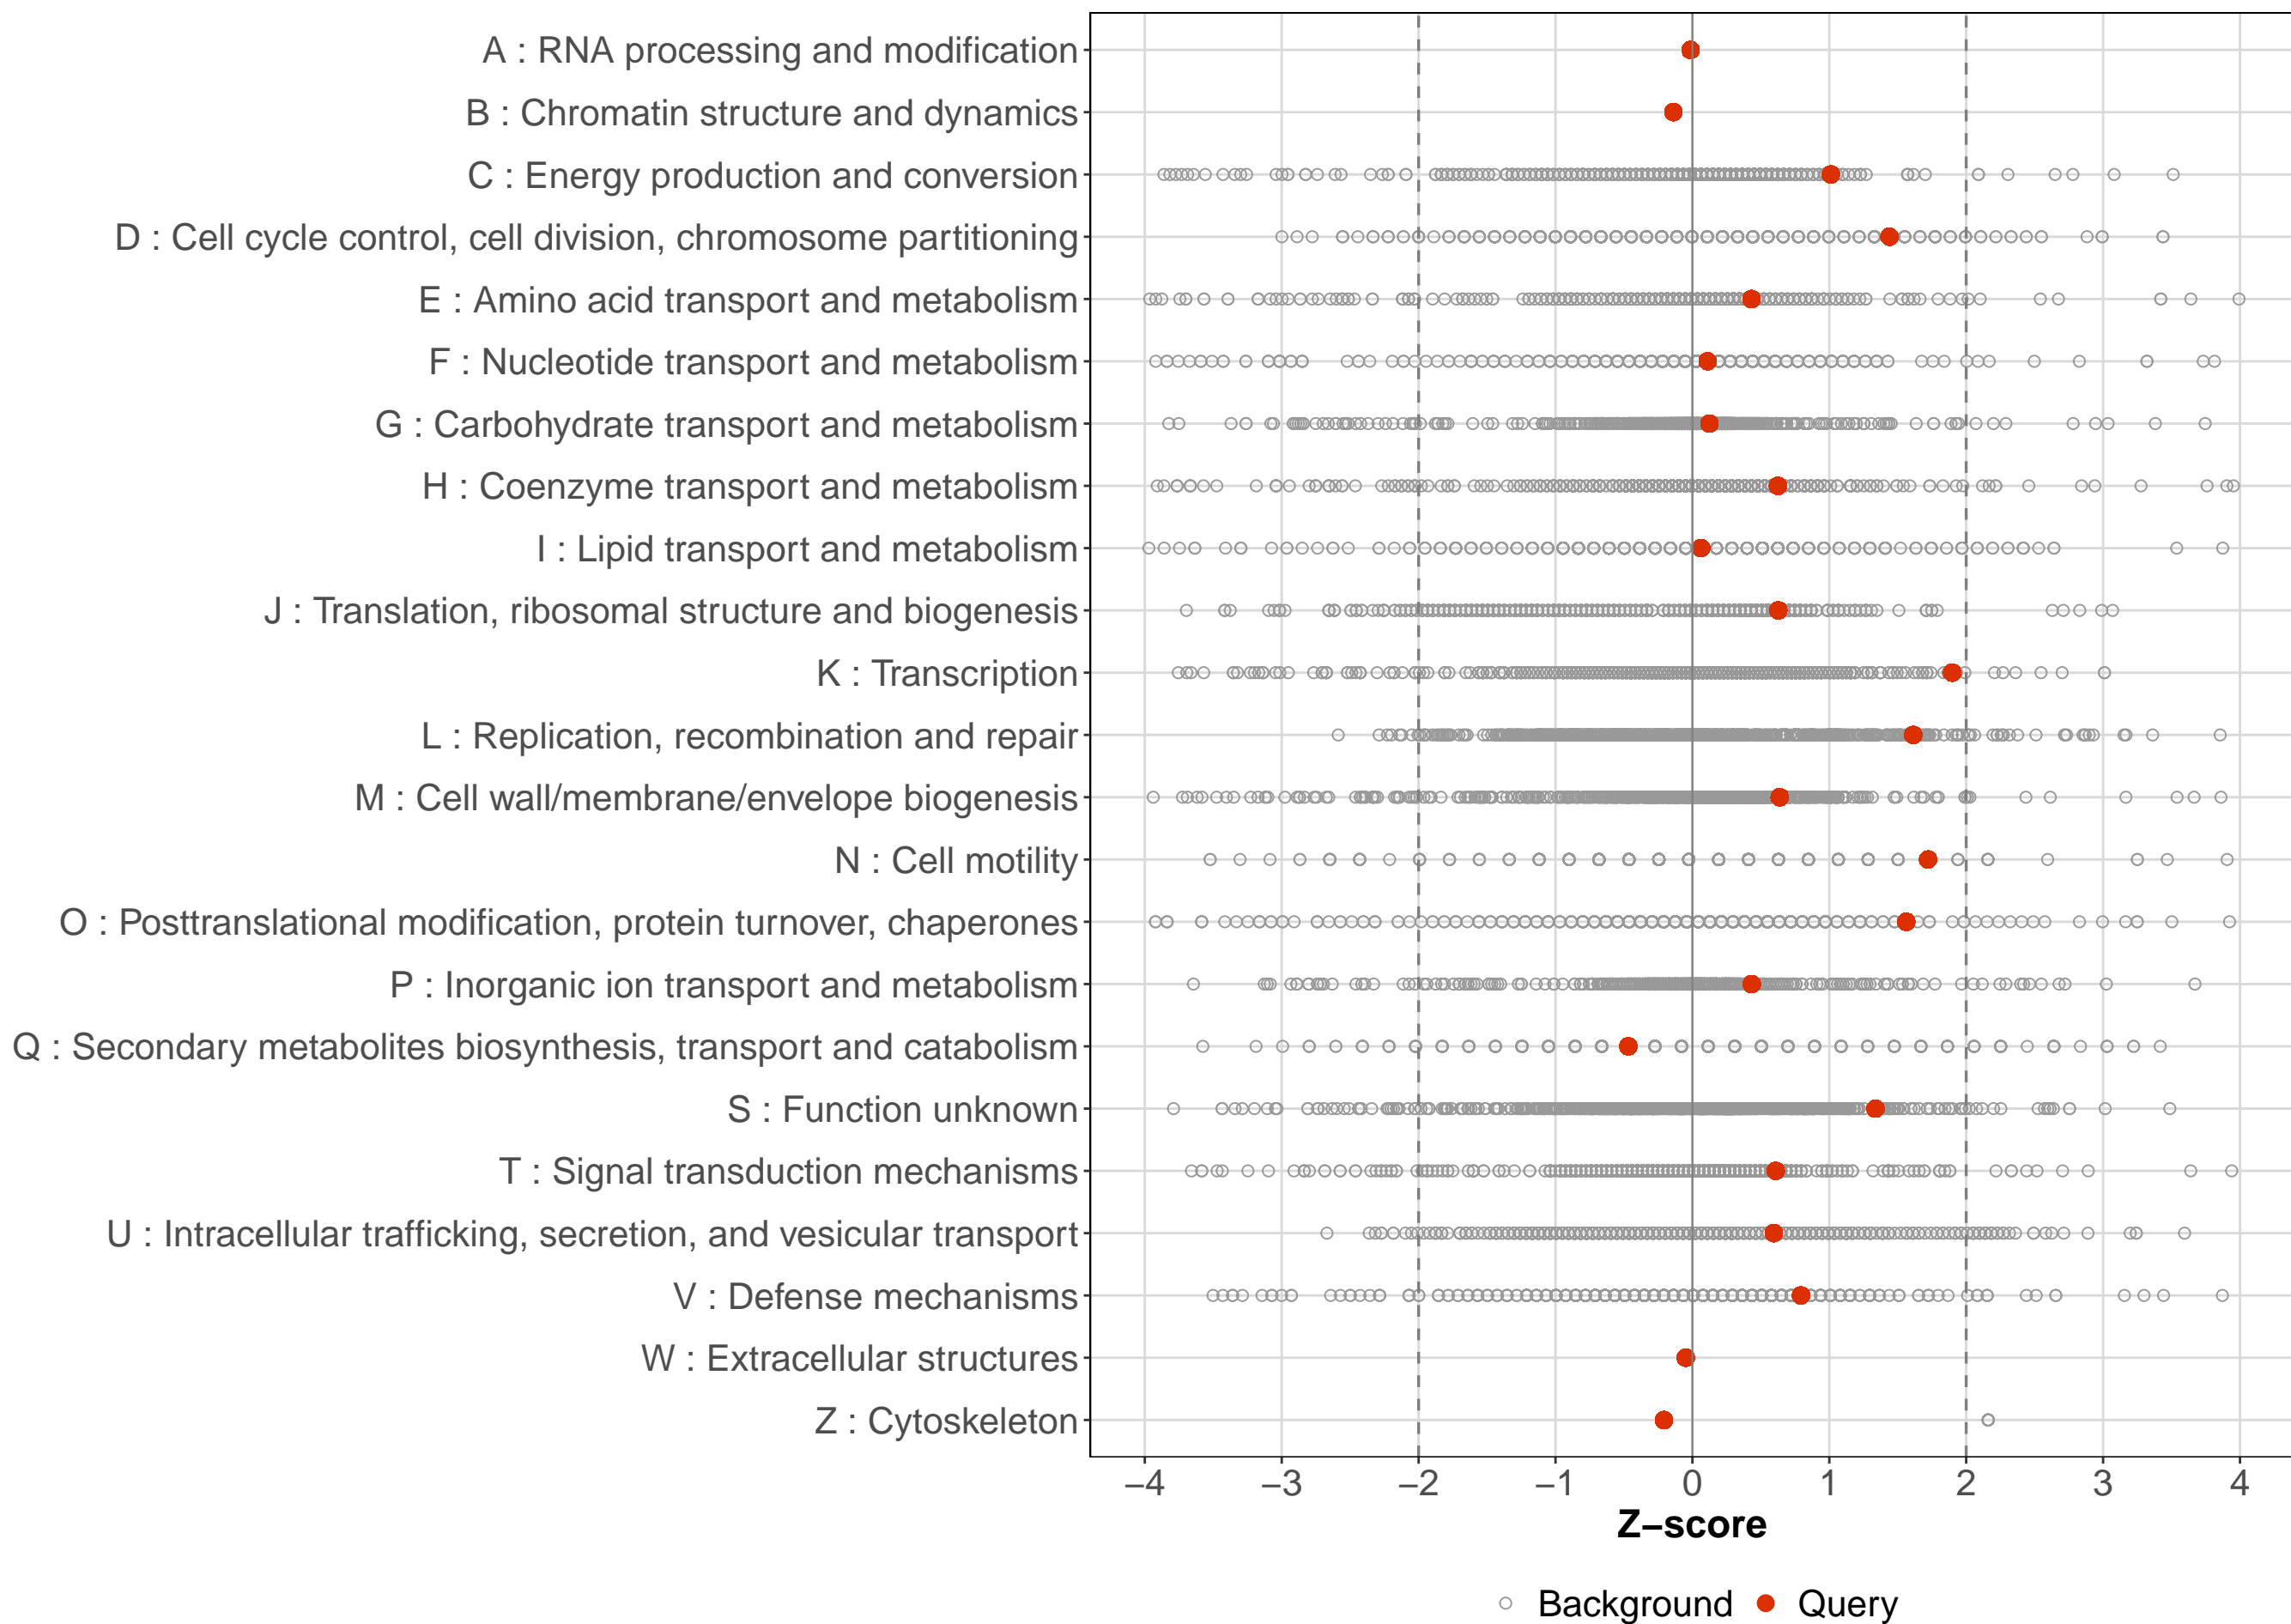 A : RNA processing and modification
B : Chromatin structure and dynamics
C : Energy production and conversion
D : Cell cycle control, cell division, chromosome partitioning
E : Amino acid transport and metabolism
F : Nucleotide transport and metabolism
G : Carbohydrate transport and metabolism
H : Coenzyme transport and metabolism
I : Lipid transport and metabolism
J : Translation, ribosomal structure and biogenesis
K : Transcription
L : Replication, recombination and repair
M : Cell wall/membrane/envelope biogenesis
N : Cell motility
O : Posttranslational modification, protein turnover, chaperones
P : Inorganic ion transport and metabolism
Q : Secondary metabolites biosynthesis, transport and catabolism
S : Function unknown
T : Signal transduction mechanisms
U : Intracellular trafficking, secretion, and vesicular transport
V : Defense mechanisms
W : Extracellular structures
Z : Cytoskeleton
−4 −3 −2 −1 0 1 2 3 4
Z−score
Background Query